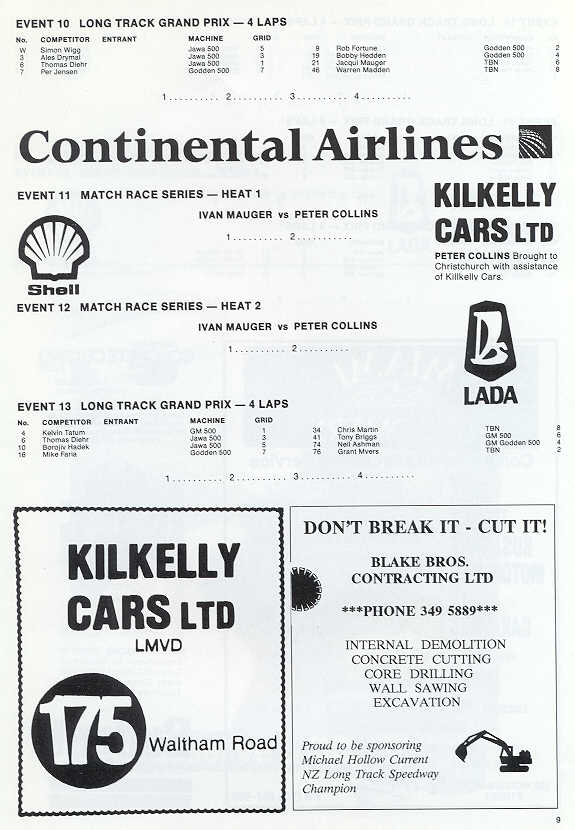 EVENT 10 LONG TRACK GRAND PRIX — 4 LAPS
No. COMPETITOR ENTRANT MACHINE GRID
W Simon Wigg Jawa 500 5 9 Rob Fortune Godden 500 2
3 Ales Drymal Jawa 500 3 19 Bobby Hedden Godden 500 4
6 Thomas Diehr Jawa 500 1 21 Jacqui Mauger TBN 6
7 Per Jensen Godden 500 7 46 Warren Madden TBN 8
1.......... 2.......... 3.......... 4..........
Continental Airlines
EVENT 11 MATCH RACE SERIES — HEAT 1
IVAN MAUGER vs PETER COLLINS
1.......... 2..........
Shell
KILKELLY
CARS LTD
PETER COLLINS Brought to
Christchurch with assistance
of Killkelly Cars.
EVENT 12 MATCH RACE SERIES — HEAT 2
IVAN MAUGER vs PETER COLLINS
1.......... 2..........
LADA
EVENT 13 LONG TRACK GRAND PRIX — 4 LAPS
No. COMPETITOR ENTRANT MACHINE GRID
4 Kelvin Tatum GM 500 1 34 Chris Martin TBN 8
6 Thomas Diehr Jawa 500 3 41 Tony Briggs GM 500 6
10 Borojiv Hadek Jawa 500 5 74 Neil Ashman GM Godden 500 4
16 Mike Faria Godden 500 7 76 Grant Myers TBN 2
1.......... 2.......... 3.......... 4..........
KILKELLY
CARS LTD
LMVD
175 Waltham Road
DON'T BREAK IT - CUT IT!
BLAKE BROS.
CONTRACTING LTD
***PHONE 349 5889***
INTERNAL DEMOLITION
CONCRETE CUTTING
CORE DRILLING
WALL SAWING
EXCAVATION
Proud to be sponsoring
Michael Hollow Current
NZ Long Track Speedway
Champion
9